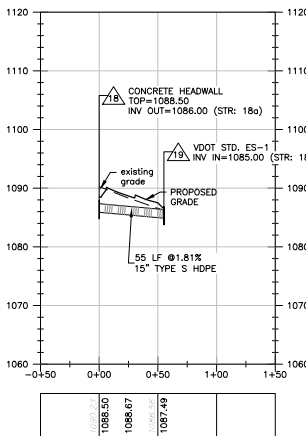 1120
1120
18
CONCRETE HEADWALL
TOP=1088.50
INV OUT=1086.00 (STR: 18a)
1110
1110
1100
1100
19
VDOT STD. ES-1
INV IN=1085.00 (STR: 18
existing
grade
1090
1090
PROPOSED
GRADE
1080
1080
55 LF @1.81%
15" TYPE S HDPE
1070
1070
1060
1060
-0+50
0+00
0+50
1+00
1+50
1088.50
1088.67
1087.49